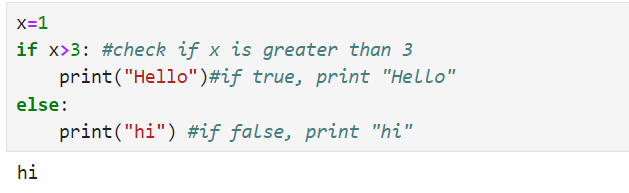 x=1
if x>3: #check if x is greater than 3
    print("Hello")#if true, print "Hello"
else:
    print("hi") #if false, print "hi"
hi